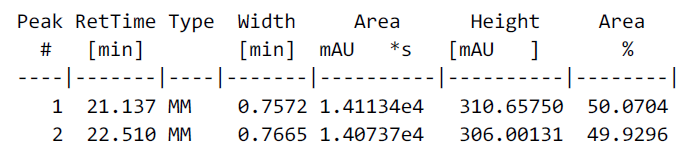 Peak RetTime Type  Width     Area      Height     Area
  #   [min]        [min]  mAU   *s   [mAU   ]      %
----|-------|----|-------|----------|----------|--------|
   1  21.137 MM    0.7572 1.41134e4  310.65750  50.0704
   2  22.510 MM    0.7665 1.40737e4  306.00131  49.9296